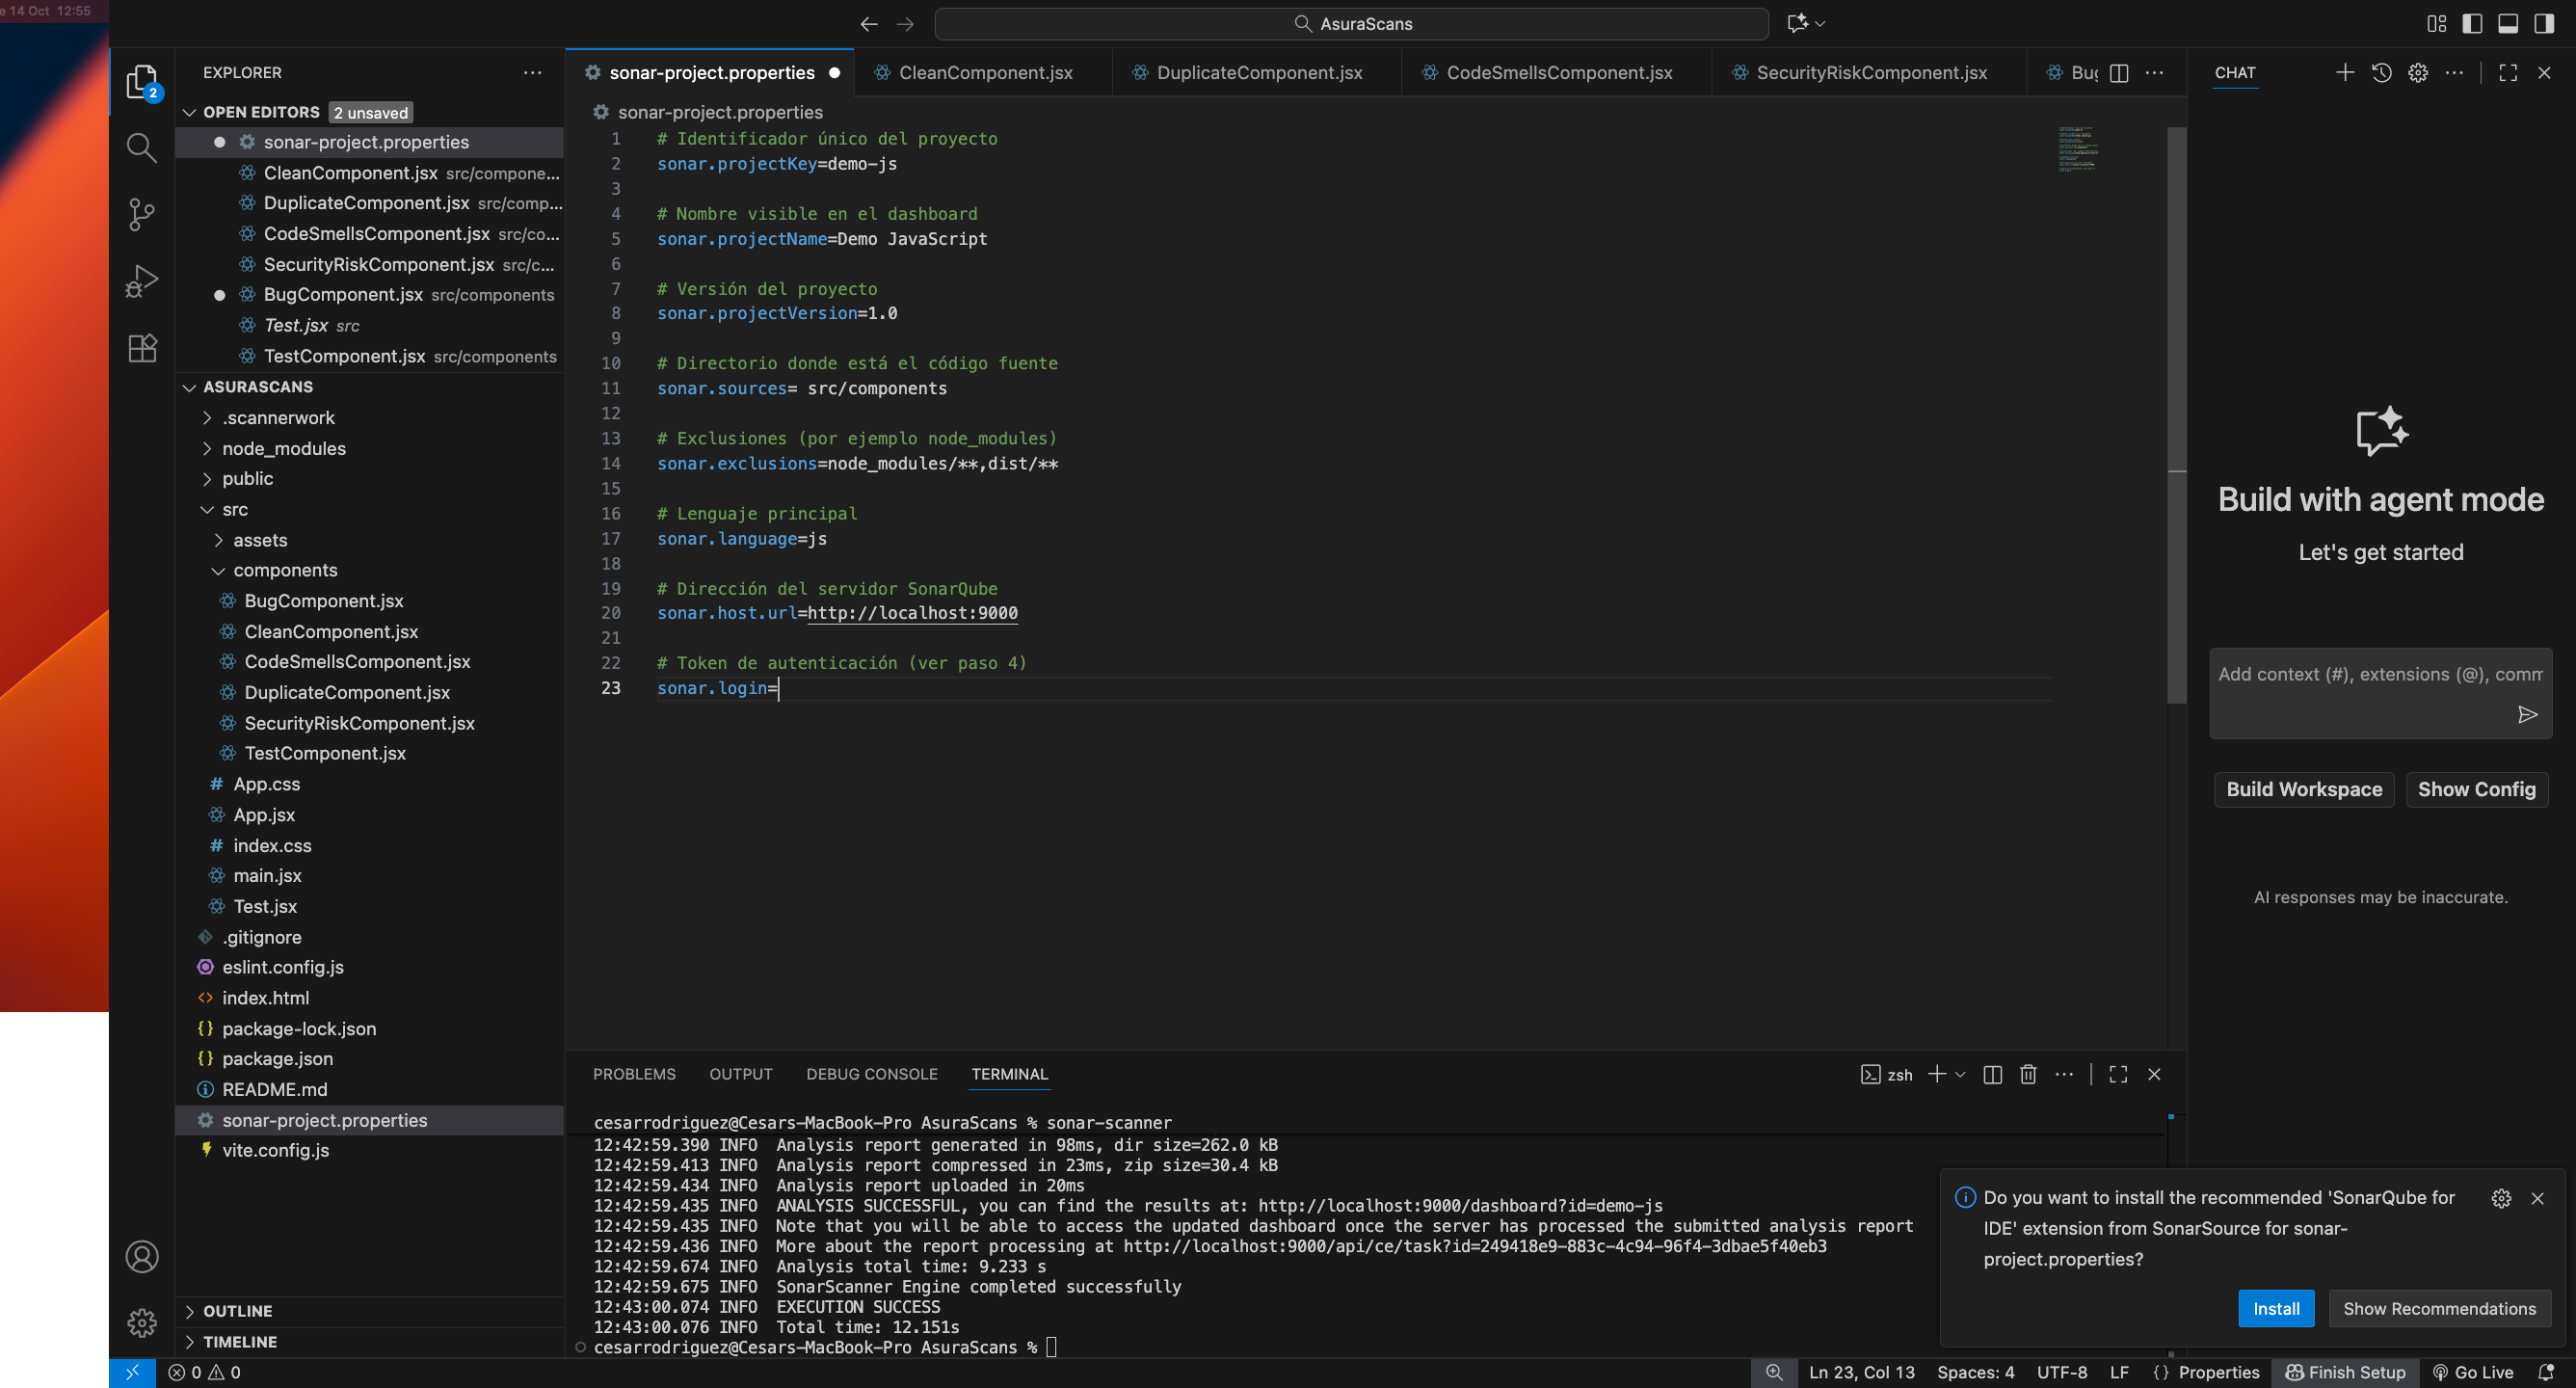 e 14 Oct 12:55
AsuraScans
EXPLORER
OPEN EDITORS 2 unsaved
sonar-project.properties
CleanComponent.jsx src/compone...
DuplicateComponent.jsx src/comp...
CodeSmellsComponent.jsx src/co...
SecurityRiskComponent.jsx src/c...
BugComponent.jsx src/components
Test.jsx src
TestComponent.jsx src/components
ASURASCANS
.scannerwork
node_modules
public
src
assets
components
BugComponent.jsx
CleanComponent.jsx
CodeSmellsComponent.jsx
DuplicateComponent.jsx
SecurityRiskComponent.jsx
TestComponent.jsx
App.css
App.jsx
index.css
main.jsx
Test.jsx
.gitignore
eslint.config.js
index.html
package-lock.json
package.json
README.md
sonar-project.properties
vite.config.js
OUTLINE
TIMELINE
2
sonar-project.properties CleanComponent.jsx DuplicateComponent.jsx CodeSmellsComponent.jsx SecurityRiskComponent.jsx Bug
sonar-project.properties
1 # Identificador único del proyecto
2 sonar.projectKey=demo-js
3
4 # Nombre visible en el dashboard
5 sonar.projectName=Demo JavaScript
6
7 # Versión del proyecto
8 sonar.projectVersion=1.0
9
10 # Directorio donde está el código fuente
11 sonar.sources= src/components
12
13 # Exclusiones (por ejemplo node_modules)
14 sonar.exclusions=node_modules/**,dist/**
15
16 # Lenguaje principal
17 sonar.language=js
18
19 # Dirección del servidor SonarQube
20 sonar.host.url=http://localhost:9000
21
22 # Token de autenticación (ver paso 4)
23 sonar.login=
PROBLEMS OUTPUT DEBUG CONSOLE TERMINAL
zsh
cesarrodriguez@Cesars-MacBook-Pro AsuraScans % sonar-scanner
12:42:59.390 INFO Analysis report generated in 98ms, dir size=262.0 kB
12:42:59.413 INFO Analysis report compressed in 23ms, zip size=30.4 kB
12:42:59.434 INFO Analysis report uploaded in 20ms
12:42:59.435 INFO ANALYSIS SUCCESSFUL, you can find the results at: http://localhost:9000/dashboard?id=demo-js
12:42:59.435 INFO Note that you will be able to access the updated dashboard once the server has processed the submitted analysis report
12:42:59.436 INFO More about the report processing at http://localhost:9000/api/ce/task?id=249418e9-883c-4c94-96f4-3dbae5f40eb3
12:42:59.674 INFO Analysis total time: 9.233 s
12:42:59.675 INFO SonarScanner Engine completed successfully
12:43:00.074 INFO EXECUTION SUCCESS
12:43:00.076 INFO Total time: 12.151s
cesarrodriguez@Cesars-MacBook-Pro AsuraScans %
CHAT
Build with agent mode
Let's get started
Add context (#), extensions (@), comm
Build Workspace Show Config
AI responses may be inaccurate.
Do you want to install the recommended 'SonarQube for
IDE' extension from SonarSource for sonar-
project.properties?
Install Show Recommendations
0 0
Ln 23, Col 13 Spaces: 4 UTF-8 LF {} Properties Finish Setup Go Live